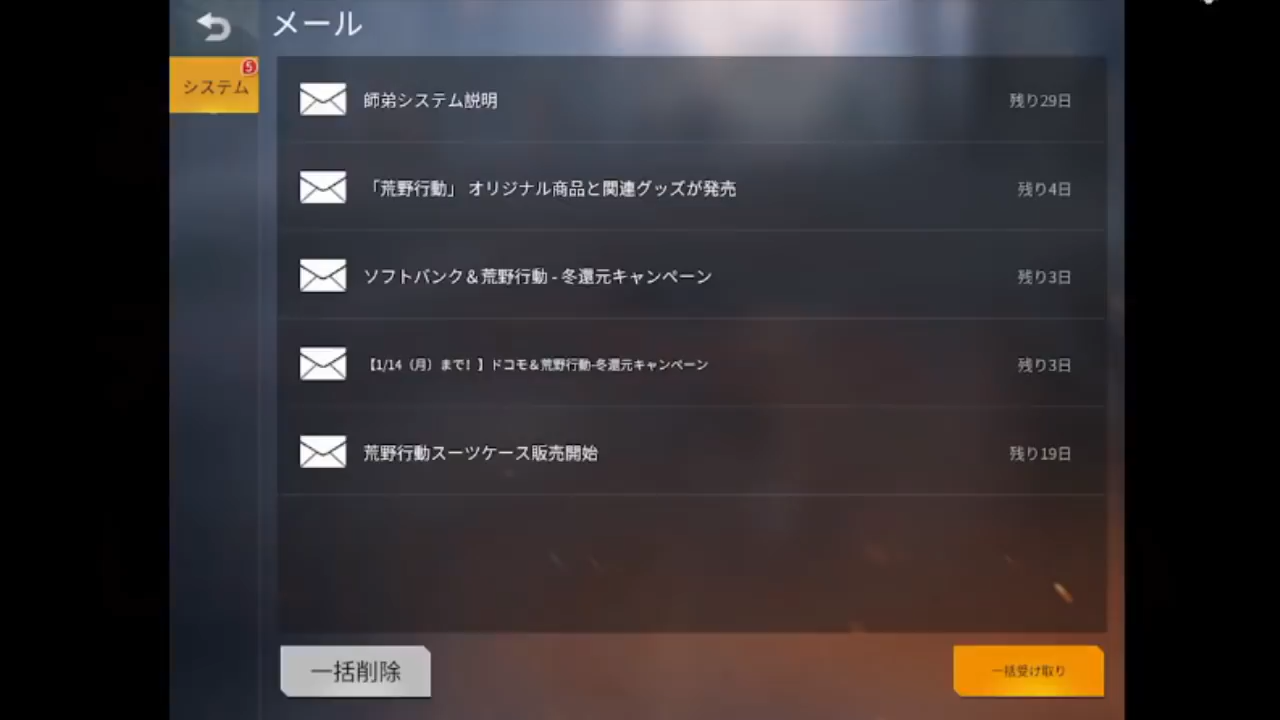 メール
システム
5
師弟システム説明
残り29日
「荒野行動」 オリジナル商品と関連グッズが発売
残り4日
ソフトバンク&荒野行動 - 冬還元キャンペーン
残り3日
【1/14（月）まで！】ドコモ&荒野行動-冬還元キャンペーン
残り3日
荒野行動スーツケース販売開始
残り19日
一括削除
一括受け取り